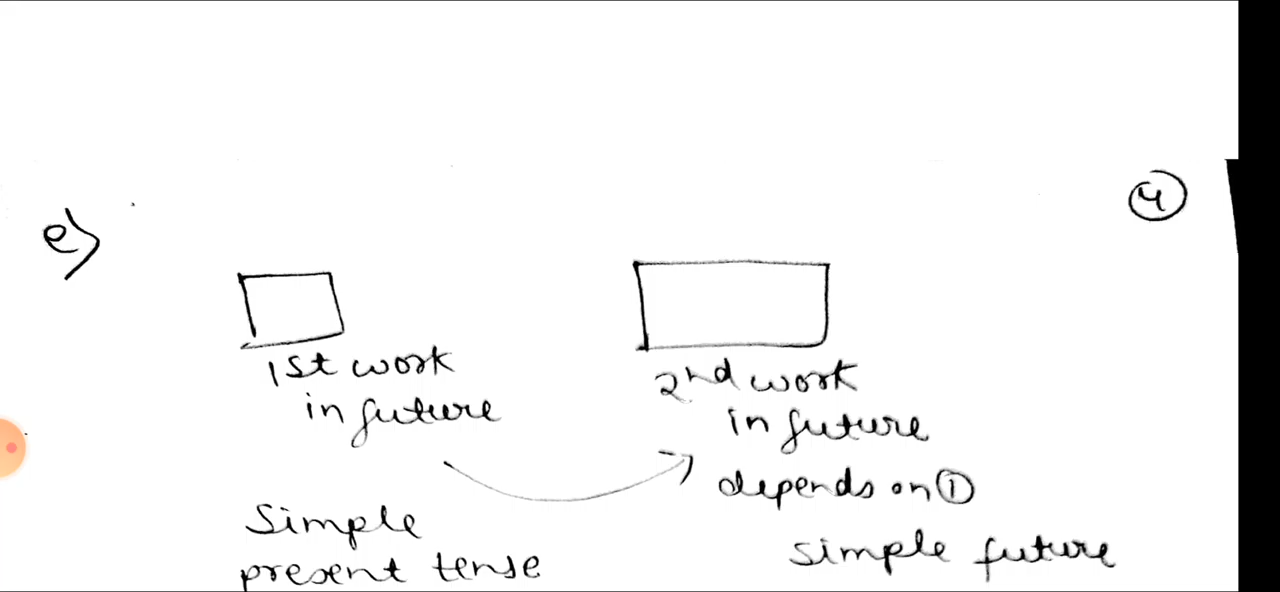 e)
4
1st work
in future
2nd work
in future
depends on ①
Simple
present tense
simple future